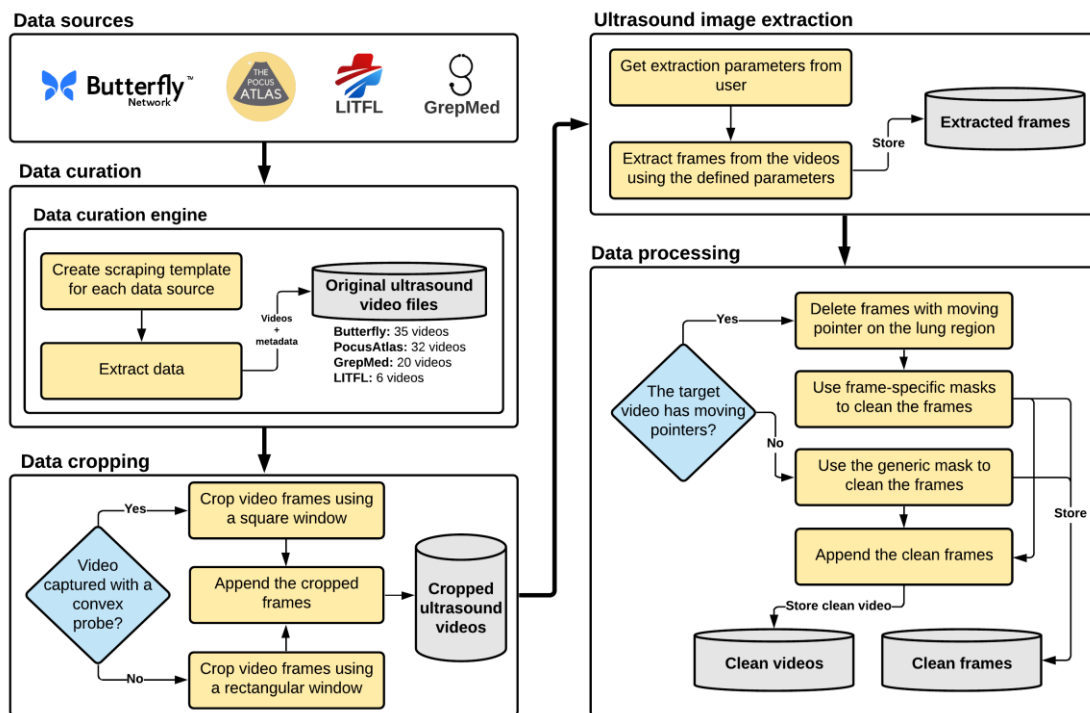 Data sources
Butterfly™
Network
THE
POCUS
ATLAS
LITFL
GrepMed
Data curation
Data curation engine
Create scraping template
for each data source
Extract data
Videos
+
metadata
Original ultrasound
video files
Butterfly: 35 videos
PocusAtlas: 32 videos
GrepMed: 20 videos
LITFL: 6 videos
Data cropping
Video
captured with a
convex
probe?
Yes
Crop video frames using
a square window
Append the cropped
frames
No
Crop video frames using
a rectangular window
Cropped
ultrasound
videos
Ultrasound image extraction
Get extraction parameters from
user
Extract frames from the videos
using the defined parameters
Store
Extracted frames
Data processing
The target
video has moving
pointers?
Yes
Delete frames with moving
pointer on the lung region
Use frame-specific masks
to clean the frames
No
Use the generic mask to
clean the frames
Append the clean frames
Store
Store clean video
Clean videos
Clean frames